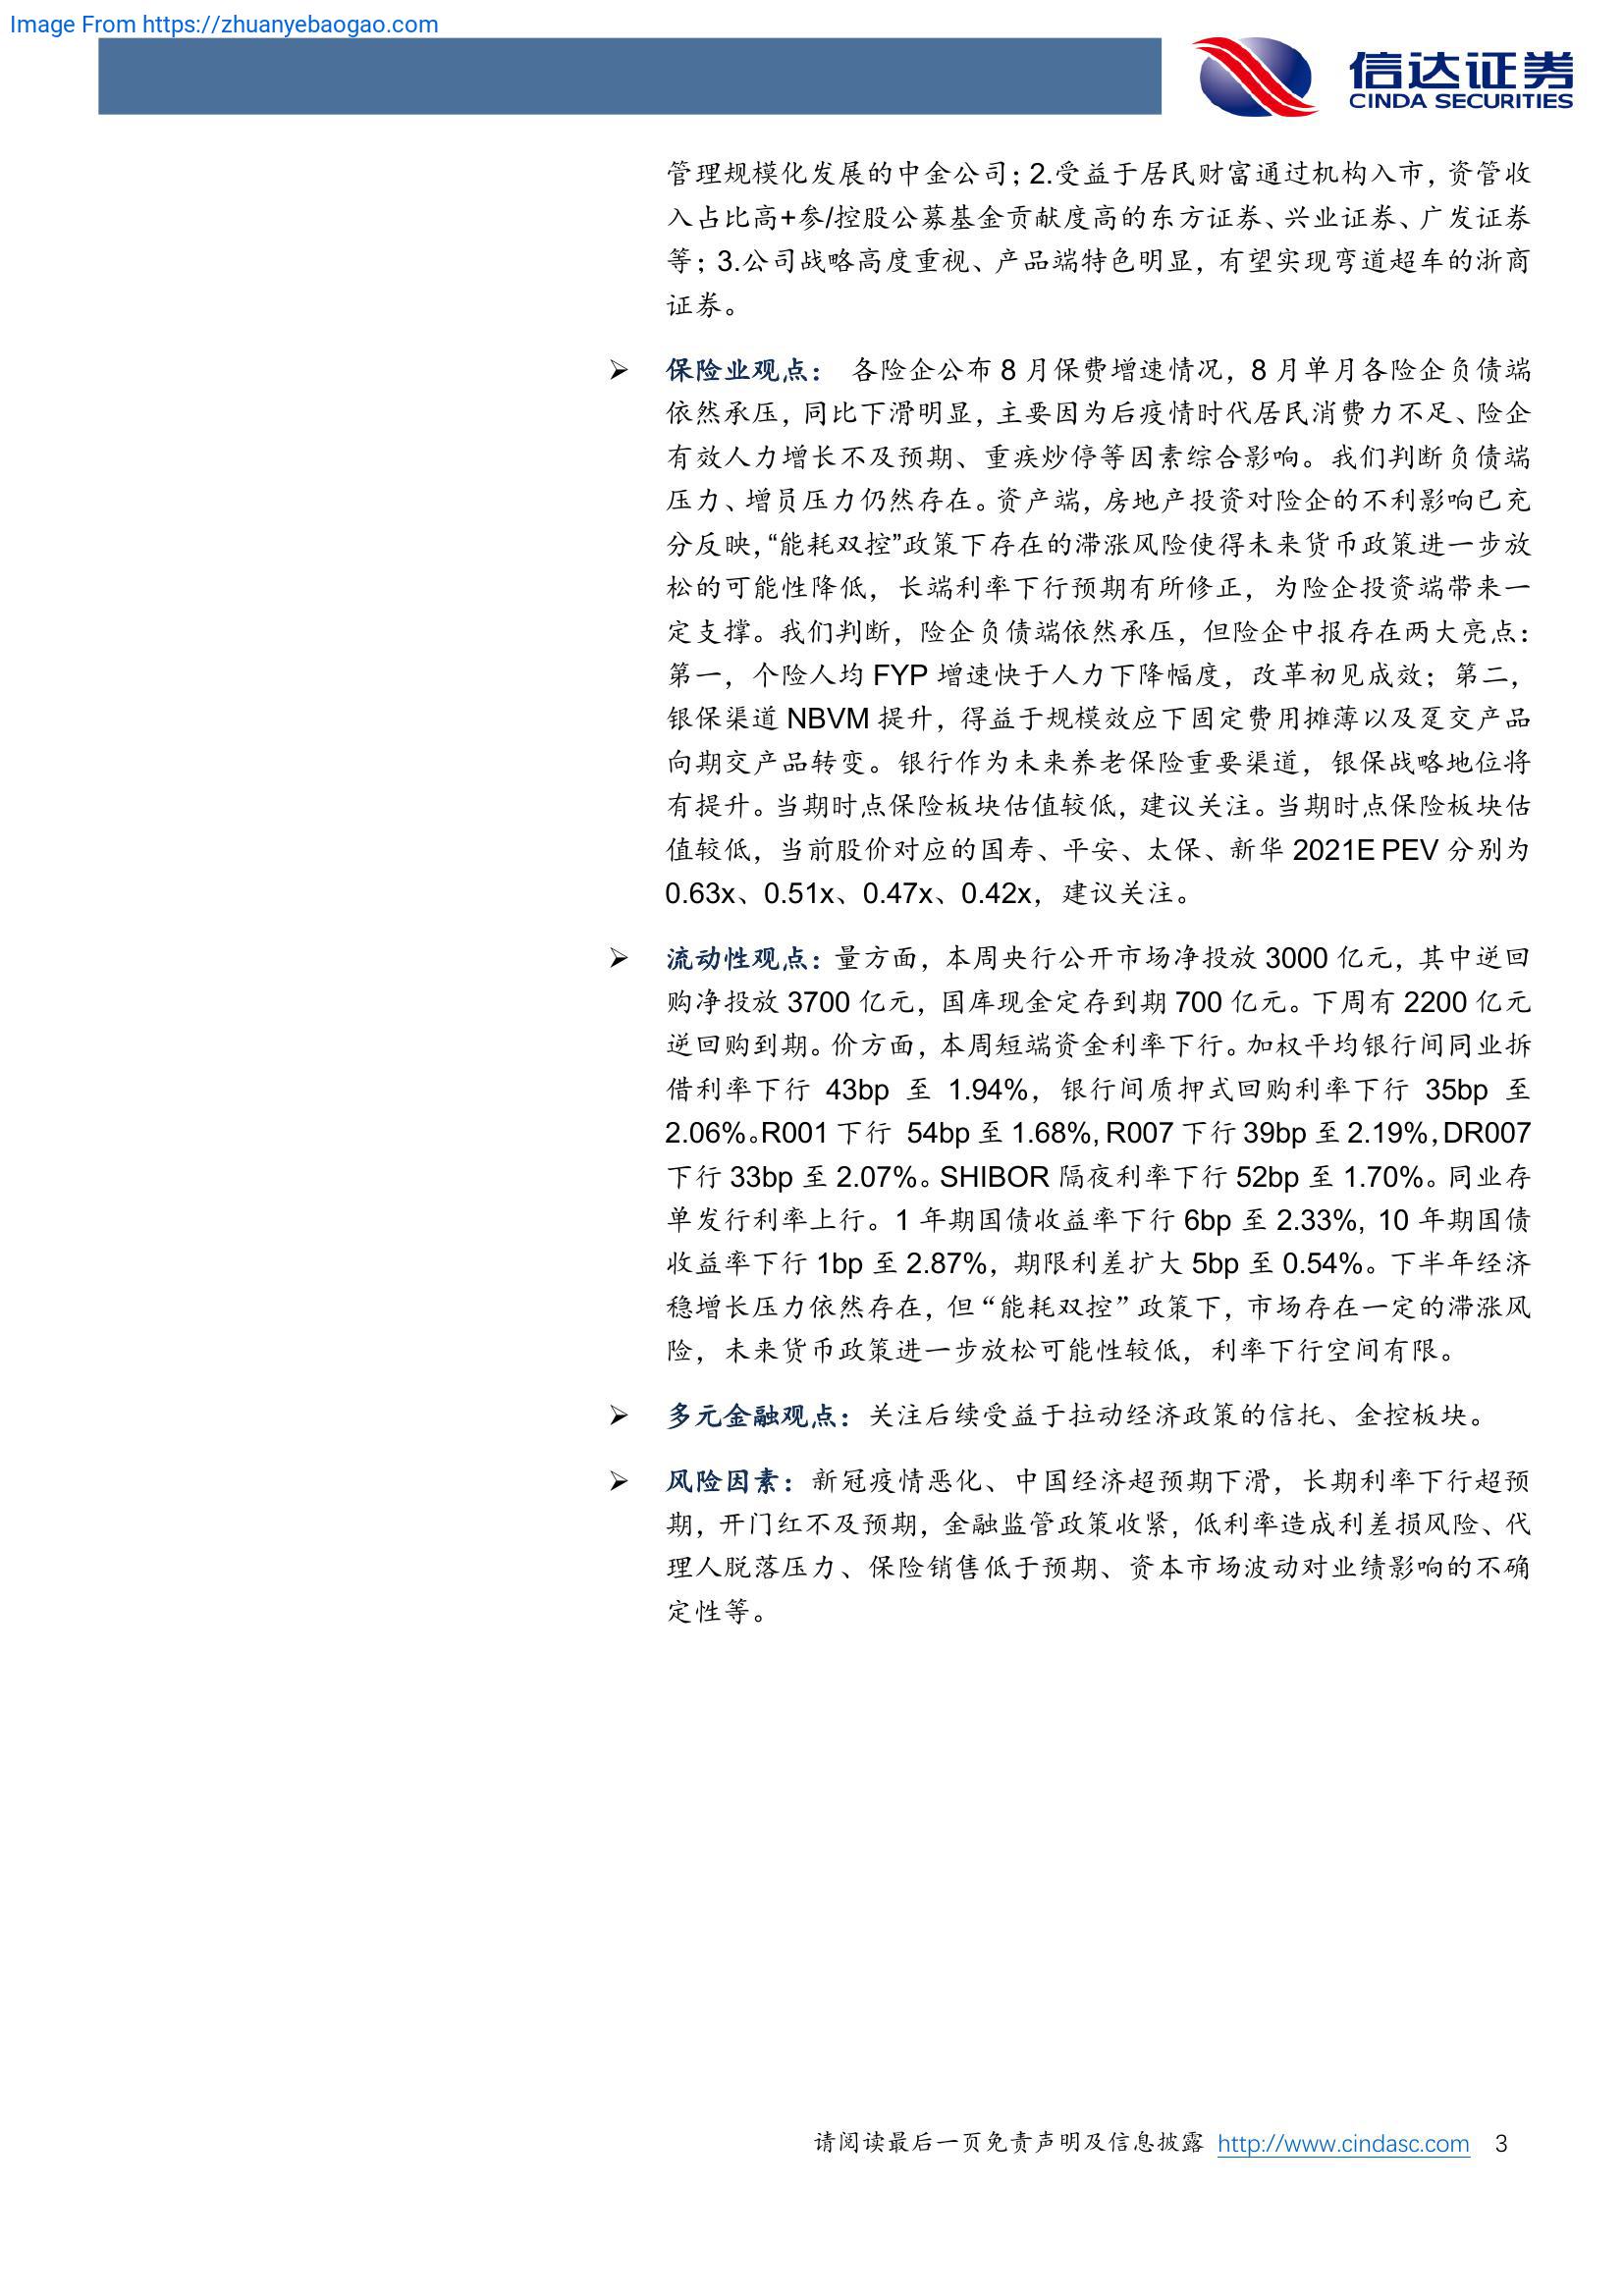 Image From https://zhuanyebaogao.com
信达证券
CINDA SECURITIES
管理规模化发展的中金公司；2.受益于居民财富通过机构入市，资管收
入占比高+参/控股公募基金贡献度高的东方证券、兴业证券、广发证券
等；3.公司战略高度重视、产品端特色明显，有望实现弯道超车的浙商
证券。
➢ 保险业观点： 各险企公布 8 月保费增速情况，8 月单月各险企负债端
依然承压，同比下滑明显，主要因为后疫情时代居民消费力不足、险企
有效人力增长不及预期、重疾炒停等因素综合影响。我们判断负债端
压力、增员压力仍然存在。资产端，房地产投资对险企的不利影响已充
分反映，“能耗双控”政策下存在的滞涨风险使得未来货币政策进一步放
松的可能性降低，长端利率下行预期有所修正，为险企投资端带来一
定支撑。我们判断，险企负债端依然承压，但险企中报存在两大亮点：
第一，个险人均 FYP 增速快于人力下降幅度，改革初见成效；第二，
银保渠道 NBVM 提升，得益于规模效应下固定费用摊薄以及趸交产品
向期交产品转变。银行作为未来养老保险重要渠道，银保战略地位将
有提升。当期时点保险板块估值较低，建议关注。当期时点保险板块估
值较低，当前股价对应的国寿、平安、太保、新华 2021E PEV 分别为
0.63x、0.51x、0.47x、0.42x，建议关注。
➢ 流动性观点：量方面，本周央行公开市场净投放 3000 亿元，其中逆回
购净投放 3700 亿元，国库现金定存到期 700 亿元。下周有 2200 亿元
逆回购到期。价方面，本周短端资金利率下行。加权平均银行间同业拆
借利率下行 43bp 至 1.94%，银行间质押式回购利率下行 35bp 至
2.06%。R001 下行 54bp 至 1.68%, R007 下行 39bp 至 2.19%，DR007
下行 33bp 至 2.07%。SHIBOR 隔夜利率下行 52bp 至 1.70%。同业存
单发行利率上行。1 年期国债收益率下行 6bp 至 2.33%, 10 年期国债
收益率下行 1bp 至 2.87%，期限利差扩大 5bp 至 0.54%。下半年经济
稳增长压力依然存在，但“能耗双控”政策下，市场存在一定的滞涨风
险，未来货币政策进一步放松可能性较低，利率下行空间有限。
➢ 多元金融观点：关注后续受益于拉动经济政策的信托、金控板块。
➢ 风险因素：新冠疫情恶化、中国经济超预期下滑，长期利率下行超预
期，开门红不及预期，金融监管政策收紧, 低利率造成利差损风险、代
理人脱落压力、保险销售低于预期、资本市场波动对业绩影响的不确
定性等。
请阅读最后一页免责声明及信息披露 http://www.cindasc.com 3